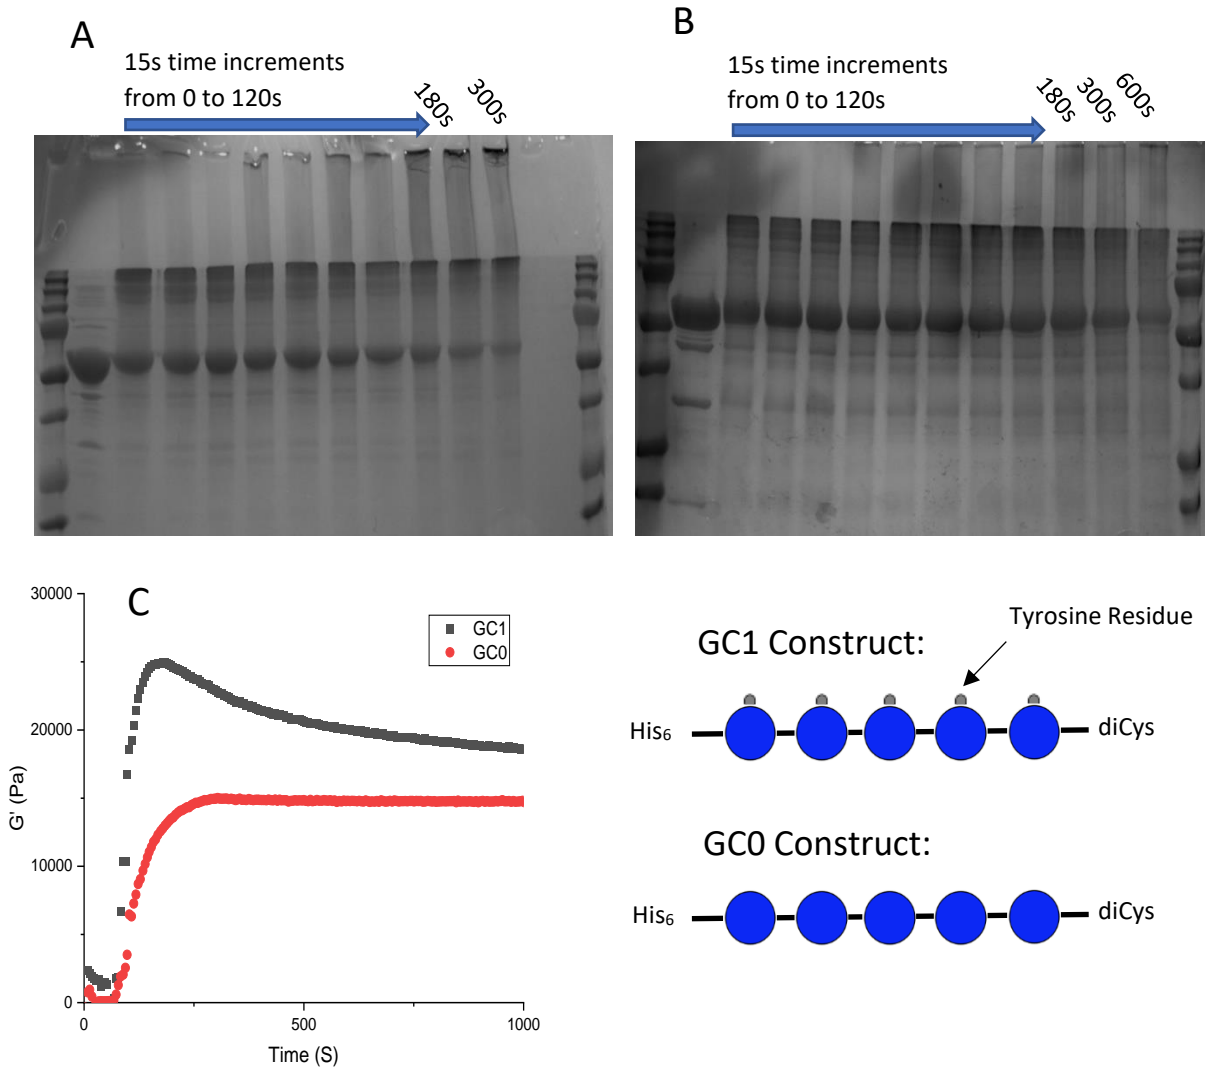 A
15s time increments
from 0 to 120s
180s
300s
B
15s time increments
from 0 to 120s
180s
300s
600s
C
30000
20000
10000
0
G' (Pa)
0
500
1000
Time (S)
GC1
GC0
Tyrosine Residue
GC1 Construct:
His6
diCys
GC0 Construct:
His6
diCys